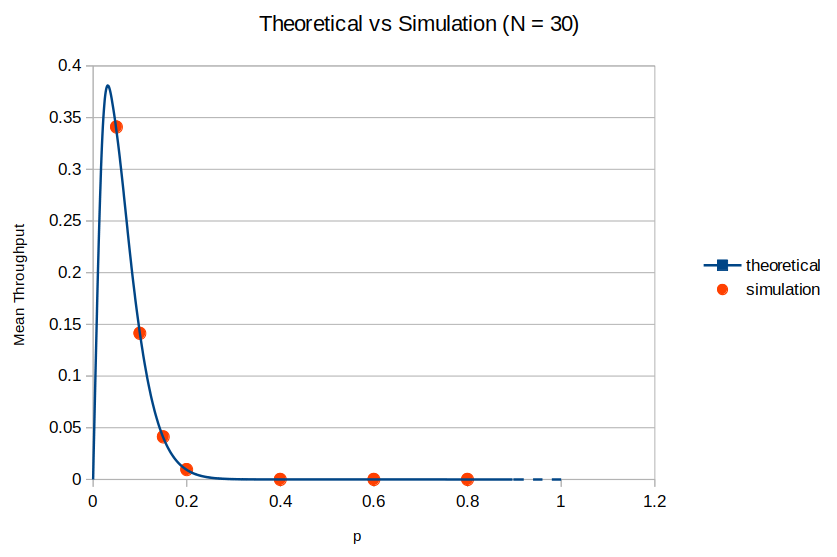 Theoretical vs Simulation (N = 30)
0.4
0.35
0.3
0.25
0.2
0.15
0.1
0.05
0
Mean Throughput
0 0.2 0.4 0.6 0.8 1 1.2
p
theoretical
simulation